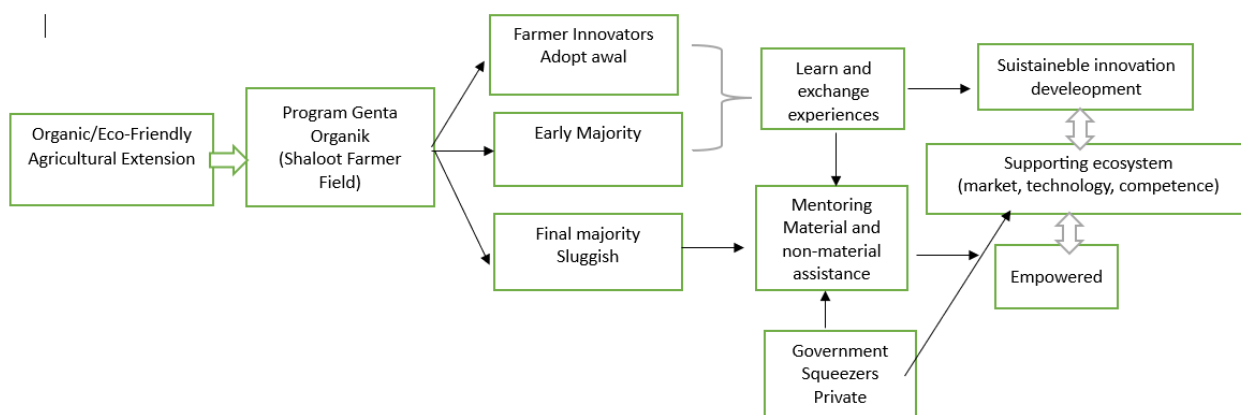 Organic/Eco-Friendly
Agricultural Extension
Program Genta
Organik
(Shaloot Farmer
Field)
Farmer Innovators
Adopt awal
Early Majority
Final majority
Sluggish
Learn and
exchange
experiences
Mentoring
Material and
non-material
assistance
Government
Squeezers
Private
Suistaineble innovation
develeopment
Supporting ecosystem
(market, technology, competence)
Empowered